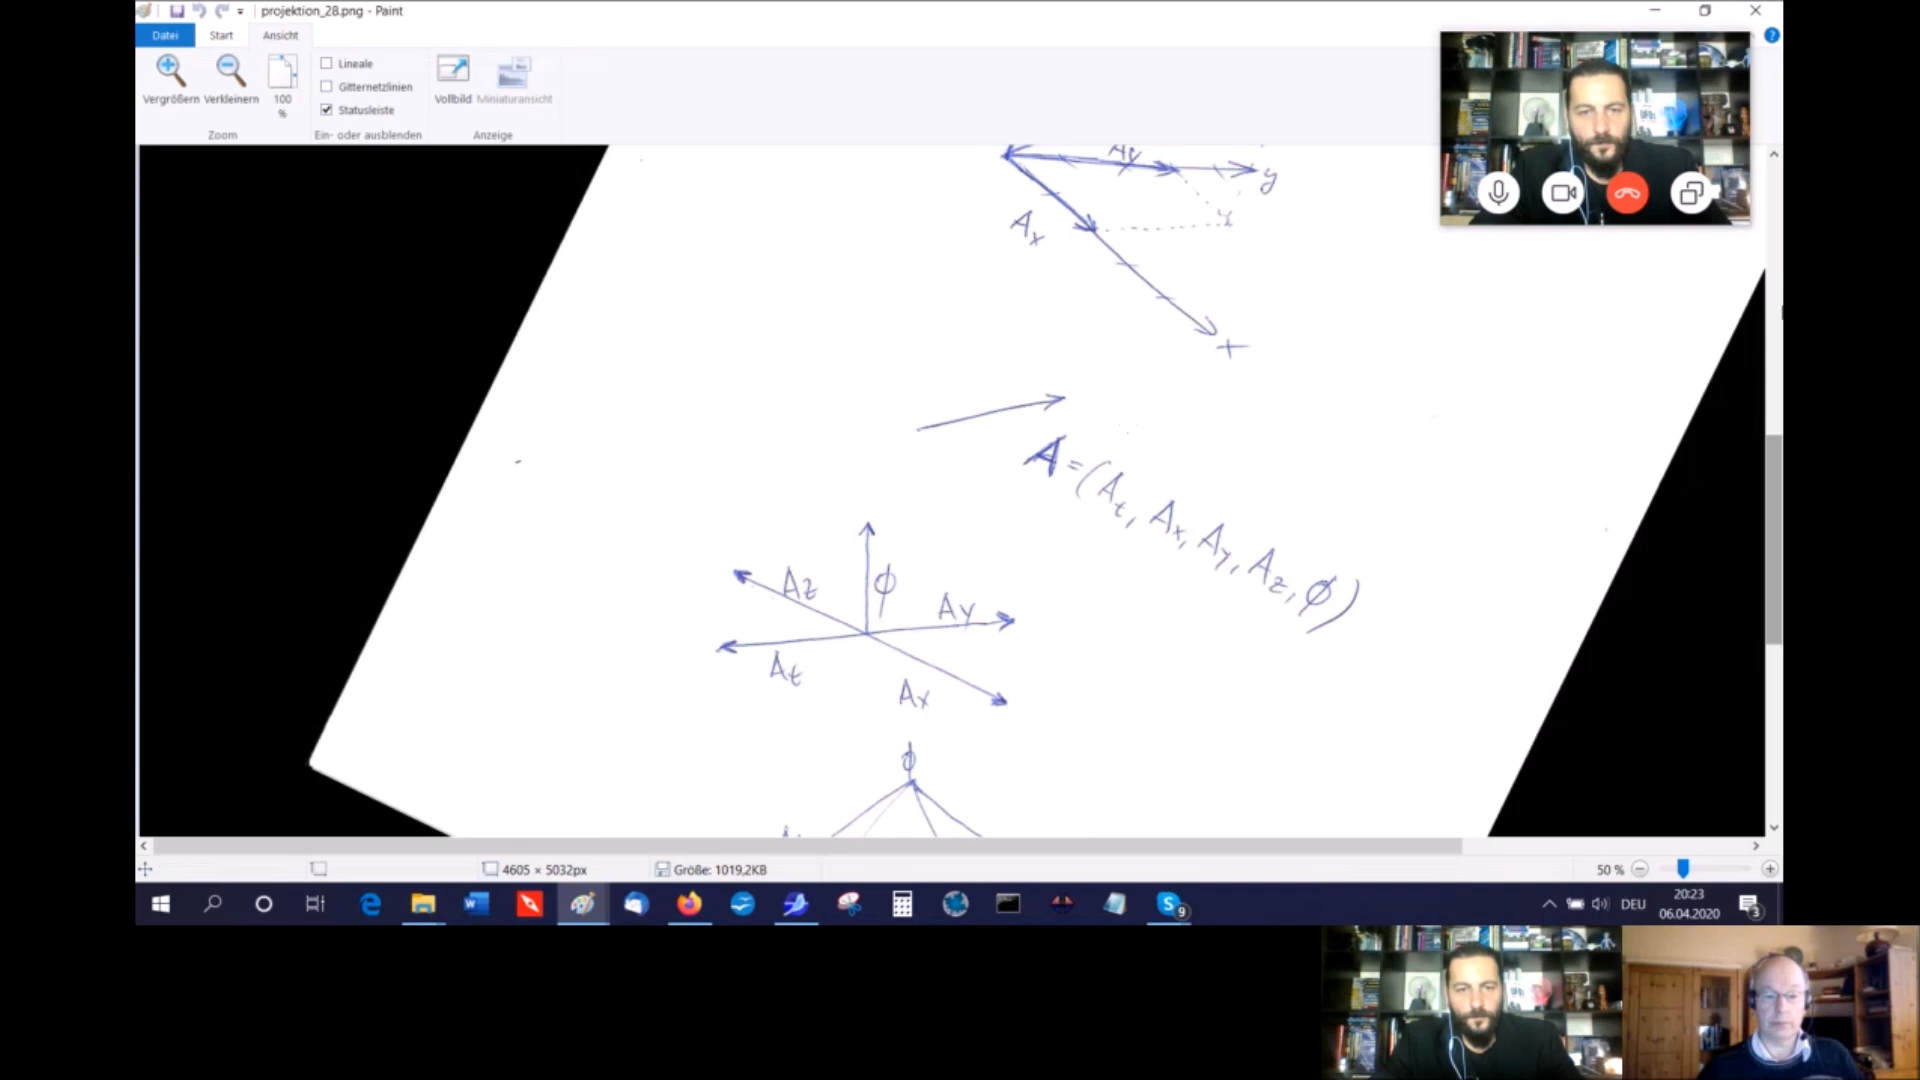 projektion_28.png - Paint
Datei Start Ansicht
Vergrößern Verkleinern 100 %
Zoom
Lineale
Gitternetzlinien
Statusleiste
Ein- oder ausblenden
Vollbild Miniaturansicht
Anzeige
Ay
y
Ax
x
A=(At, Ax, Ay, Az, ϕ)
Az
ϕ
Ay
At
Ax
ϕ
4605 × 5032px
Größe: 1019,2KB
50 %
9
DEU
20:23
06.04.2020
3